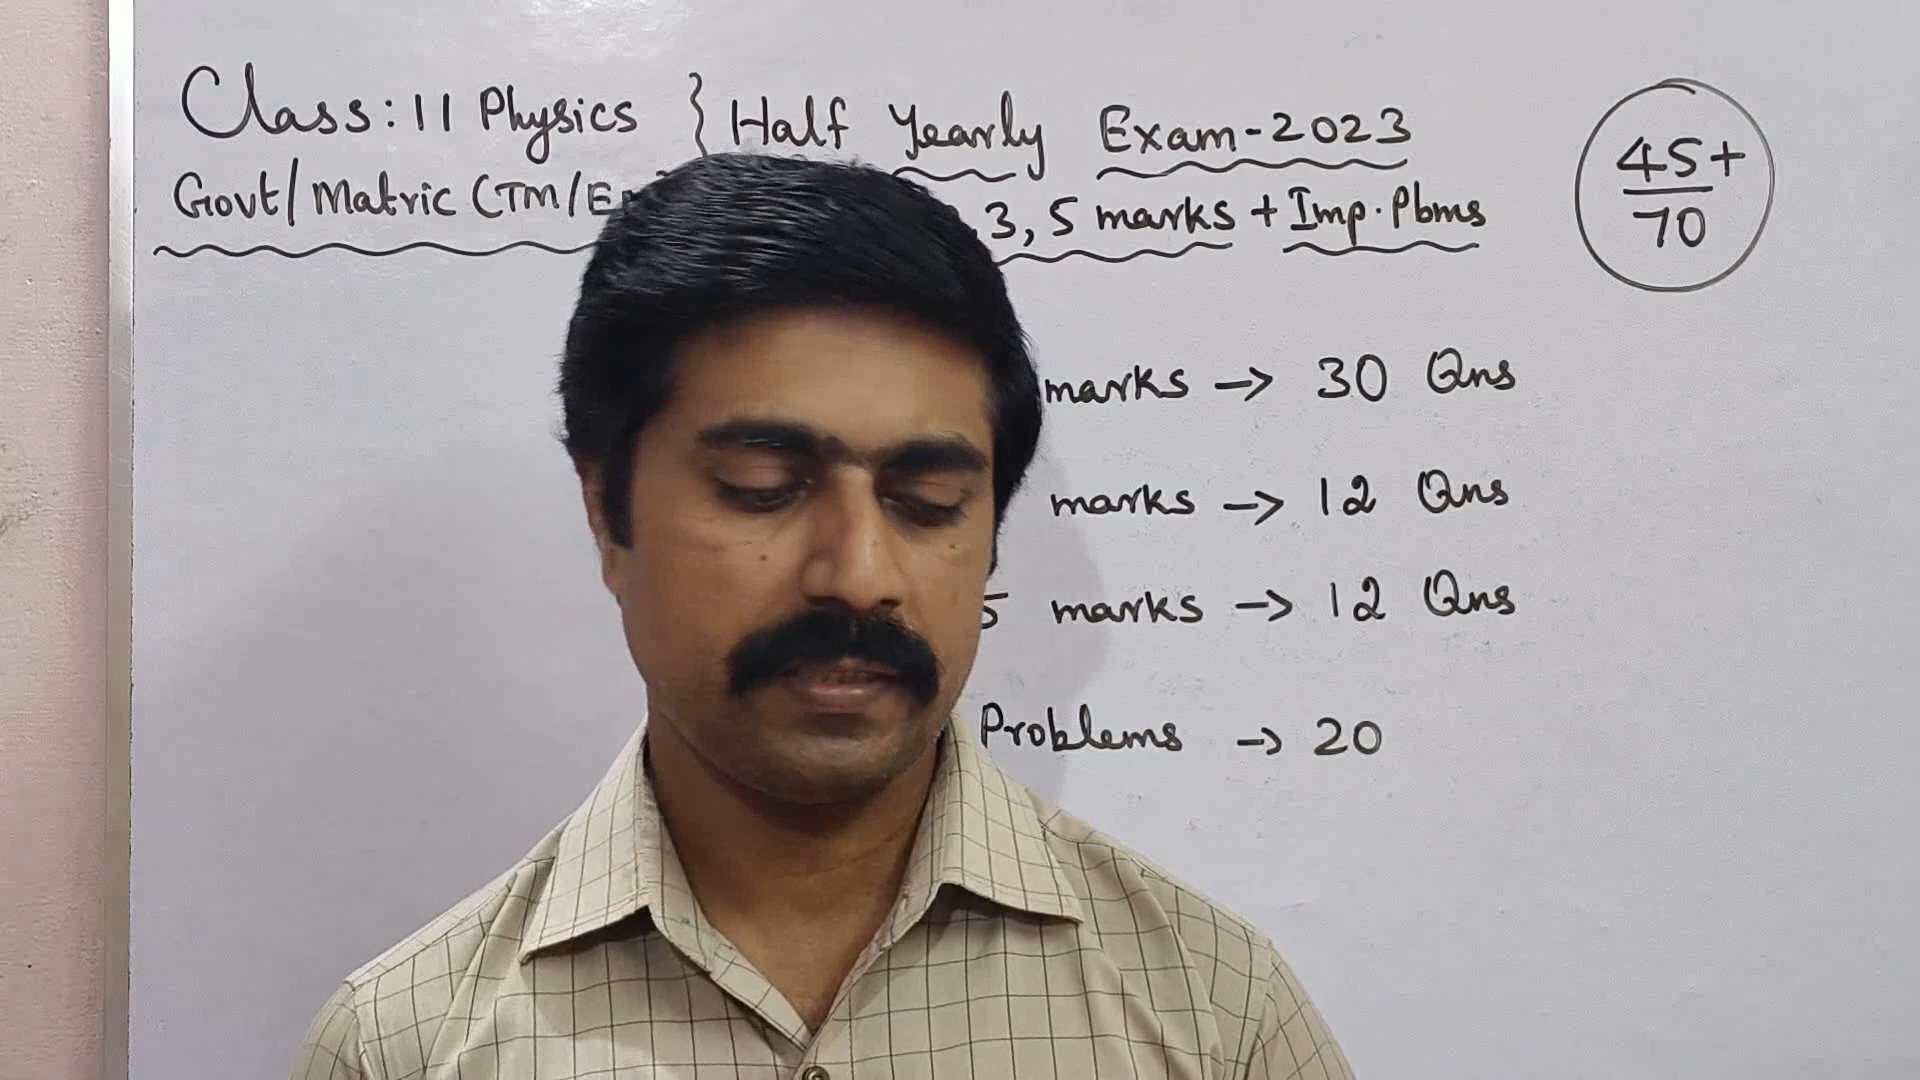 Class: 11 Physics } Half Yearly Exam-2023
Govt/Matric (TM/E
3, 5 marks + Imp. Pbms
45+
70
marks → 30 Qns
marks → 12 Qns
5 marks → 12 Qns
Problems → 20